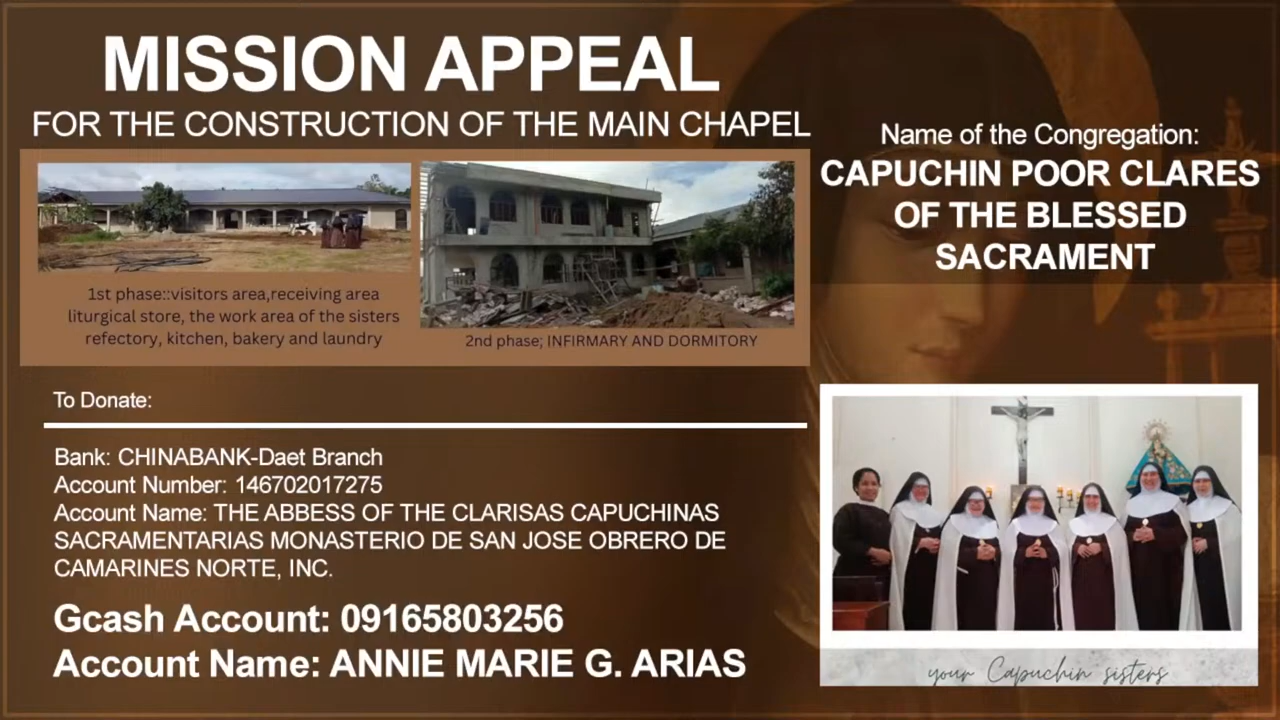 MISSION APPEAL
FOR THE CONSTRUCTION OF THE MAIN CHAPEL
1st phase::visitors area,receiving area
liturgical store, the work area of the sisters
refectory, kitchen, bakery and laundry
2nd phase; INFIRMARY AND DORMITORY
To Donate:
Bank: CHINABANK-Daet Branch
Account Number: 146702017275
Account Name: THE ABBESS OF THE CLARISAS CAPUCHINAS
SACRAMENTARIAS MONASTERIO DE SAN JOSE OBRERO DE
CAMARINES NORTE, INC.
Gcash Account: 09165803256
Account Name: ANNIE MARIE G. ARIAS
Name of the Congregation:
CAPUCHIN POOR CLARES
OF THE BLESSED
SACRAMENT
your Capuchin sisters